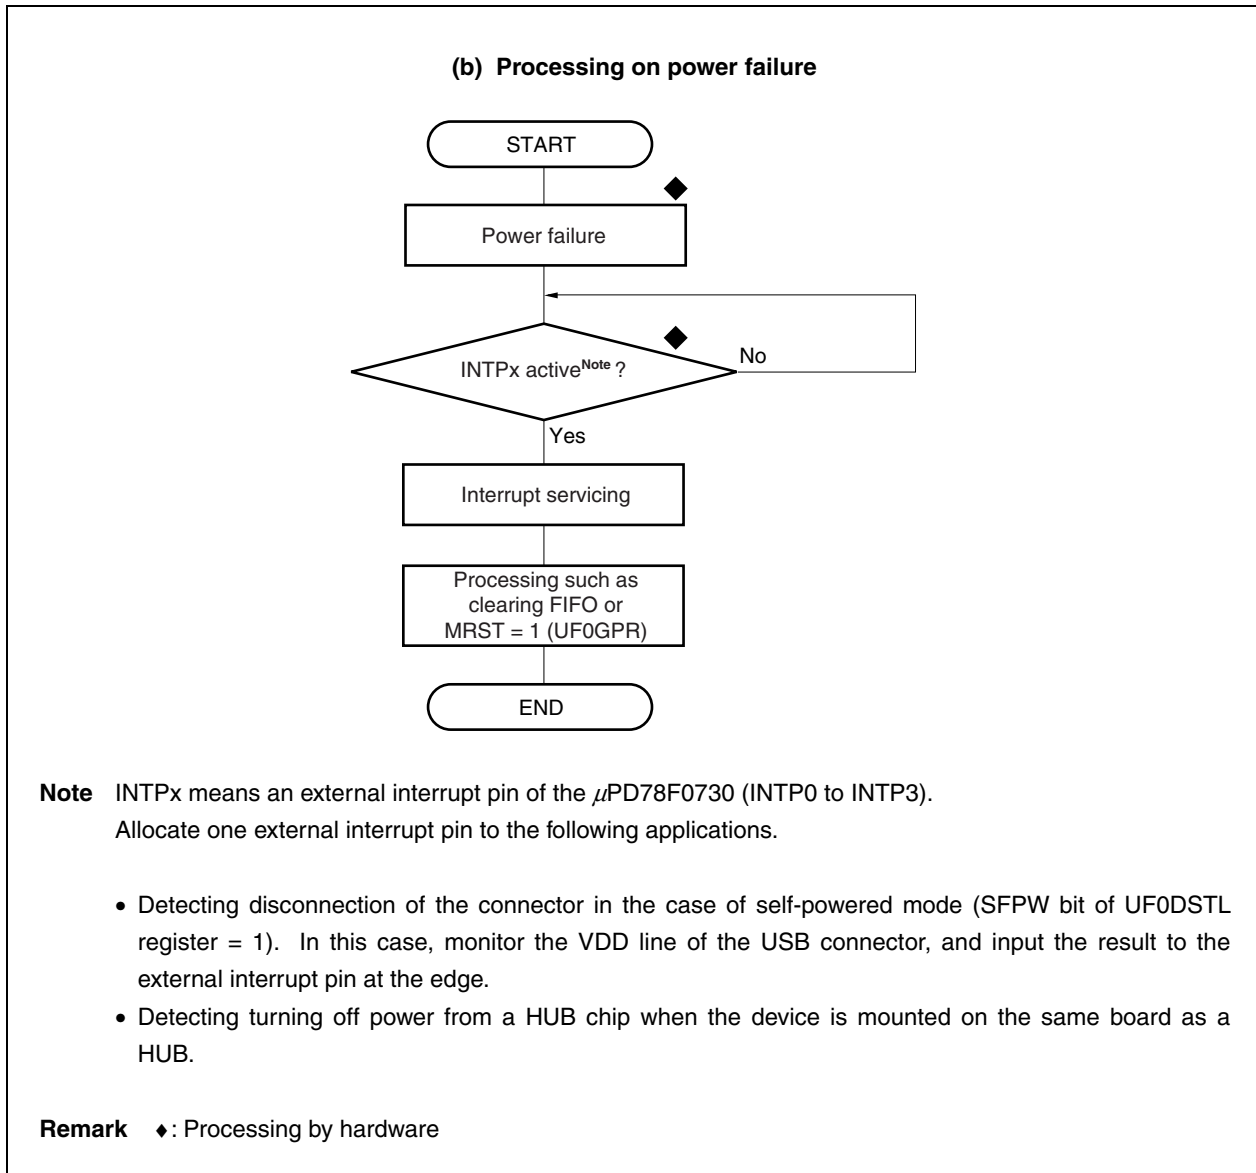 (b) Processing on power failure
START
Power failure
INTPx activeNote ?
No
Yes
Interrupt servicing
Processing such as
clearing FIFO or
MRST = 1 (UF0GPR)
END
Note INTPx means an external interrupt pin of the μPD78F0730 (INTP0 to INTP3).
Allocate one external interrupt pin to the following applications.
• Detecting disconnection of the connector in the case of self-powered mode (SFPW bit of UF0DSTL
register = 1). In this case, monitor the VDD line of the USB connector, and input the result to the
external interrupt pin at the edge.
• Detecting turning off power from a HUB chip when the device is mounted on the same board as a
HUB.
Remark ♦: Processing by hardware